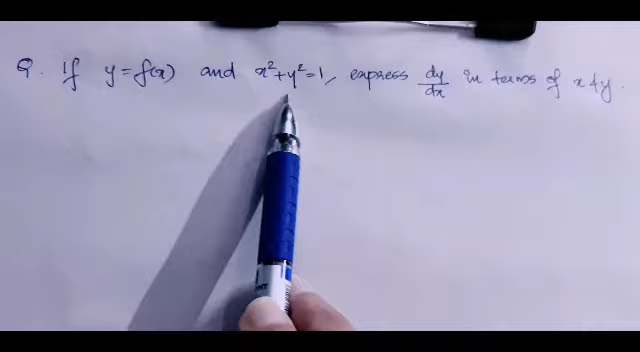 Q. If y=f(x) and x²+y²=1, express dy/dx in terms of x & y.